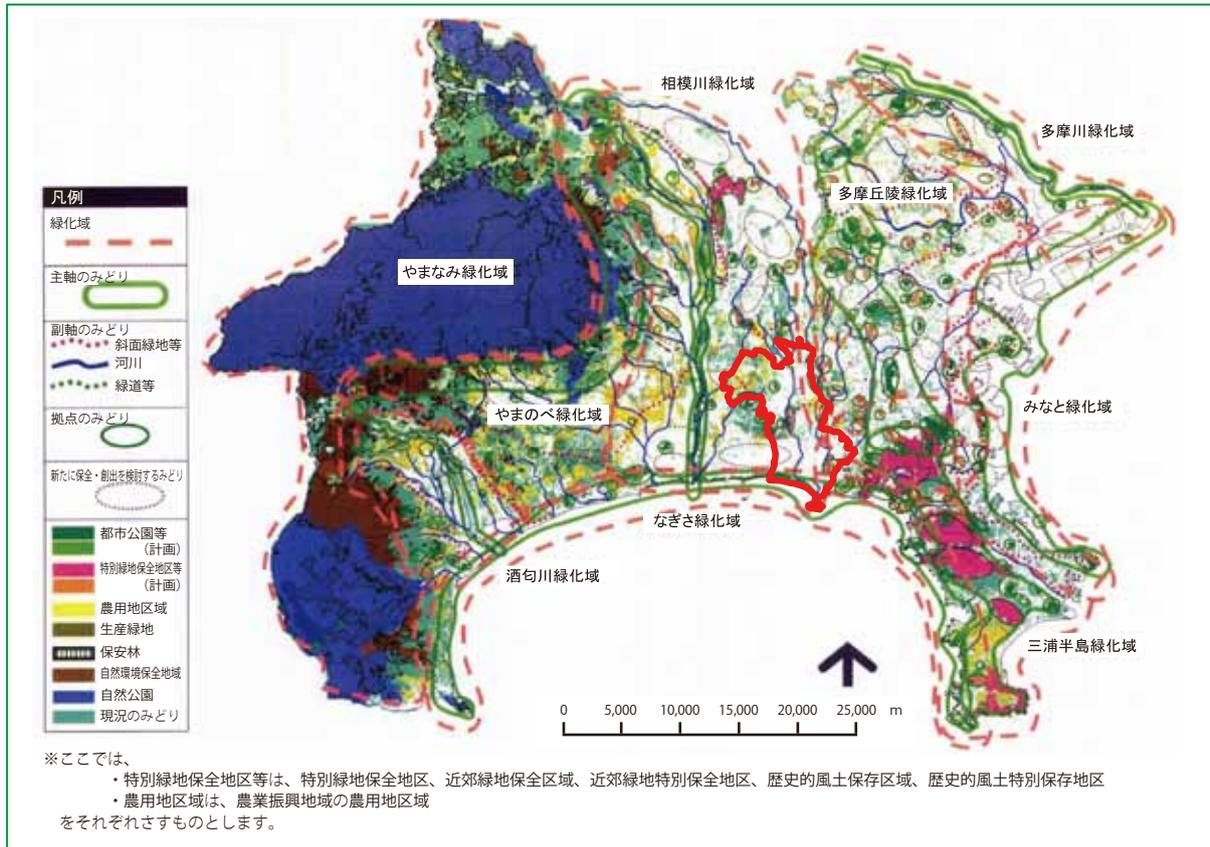 相模川緑化域
多摩川緑化域
多摩丘陵緑化域
やまなみ緑化域
みなと緑化域
やまのべ緑化域
なぎさ緑化域
酒匂川緑化域
三浦半島緑化域
凡例
緑化域
主軸のみどり
副軸のみどり
斜面緑地等
河川
緑道等
拠点のみどり
新たに保全・創出を検討するみどり
都市公園等
(計画)
特別緑地保全地区等
(計画)
農用地区域
生産緑地
保安林
自然環境保全地域
自然公園
現況のみどり
0 5,000 10,000 15,000 20,000 25,000 m
※ここでは、
・特別緑地保全地区等は、特別緑地保全地区、近郊緑地保全区域、近郊緑地特別保全地区、歴史的風土保存区域、歴史的風土特別保存地区
・農用地区域は、農業振興地域の農用地区域
をそれぞれさすものとします。